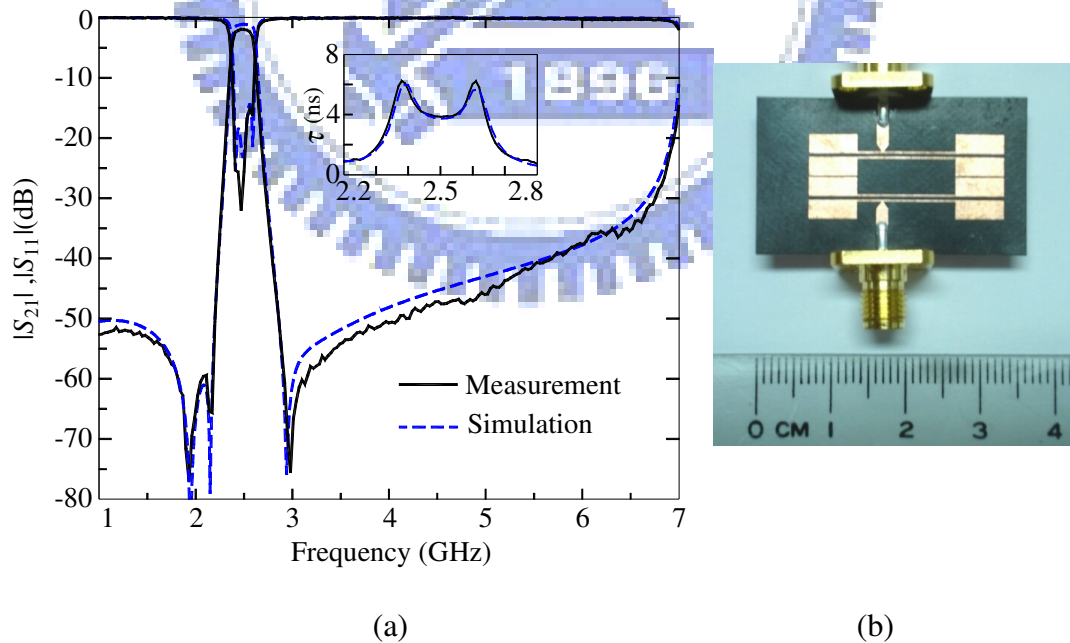 0
-10
-20
-30
-40
-50
-60
-70
-80
|S21| ,|S11|(dB)
1 2 3 4 5 6 7
Frequency (GHz)
8
4
0
τ (ns)
2.2 2.5 2.8
1896
Measurement
Simulation
0 CM 1 2 3 4
(a)
(b)